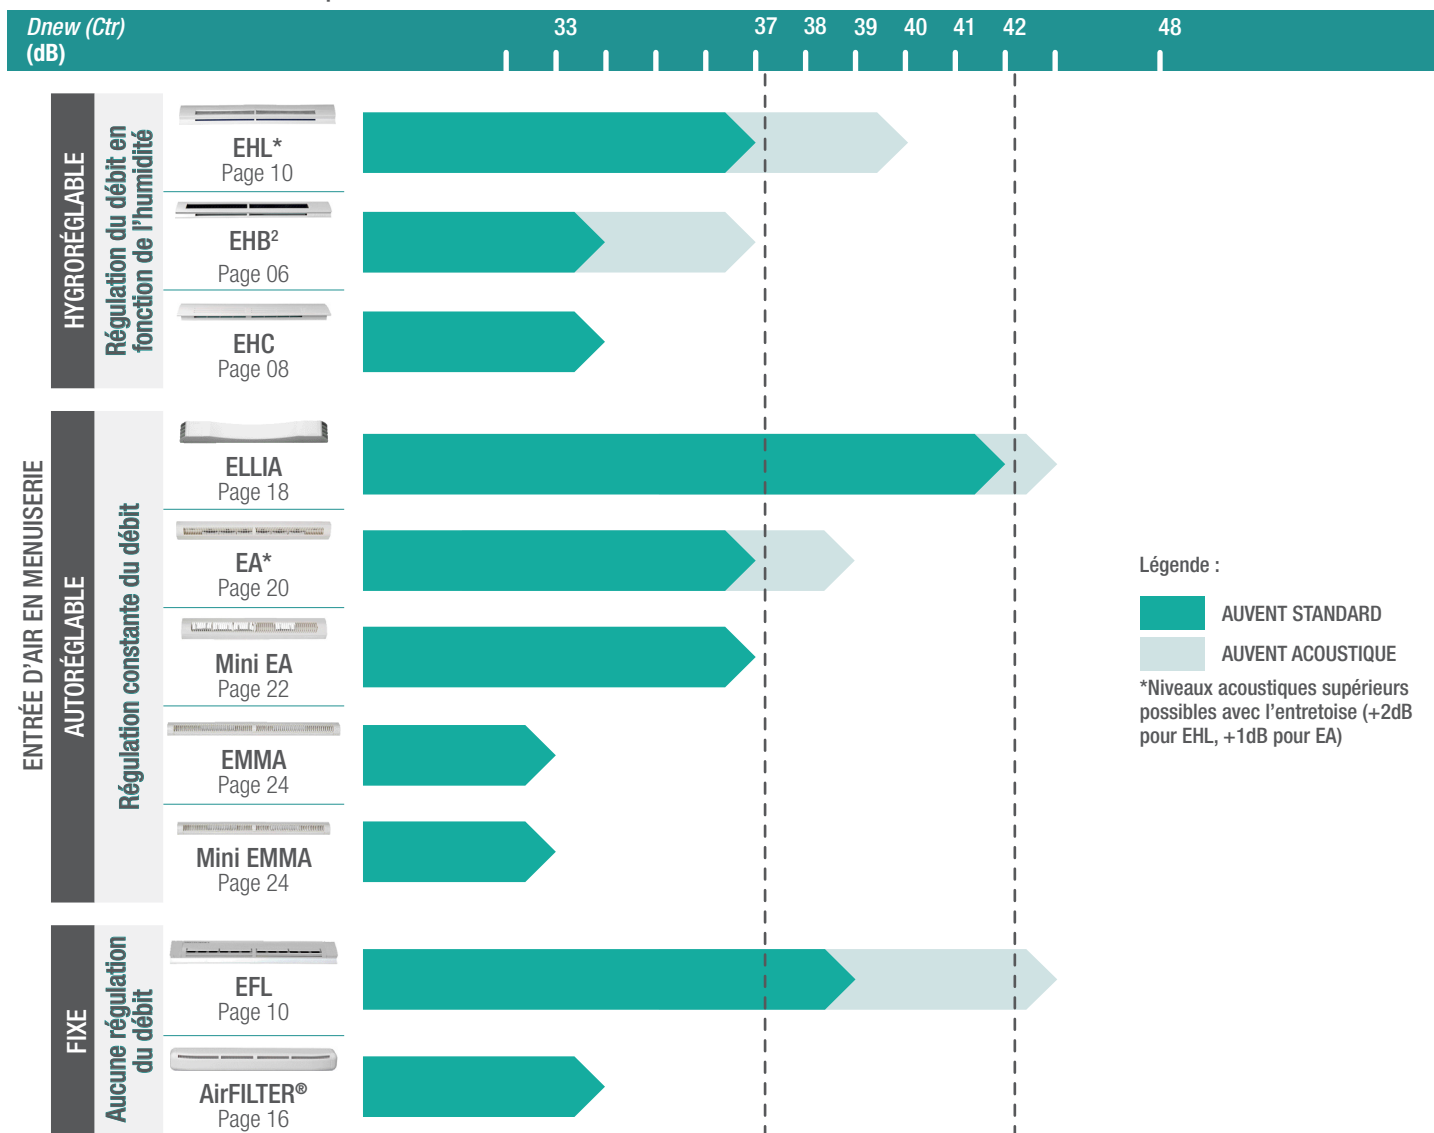 Dnew (Ctr)
(dB)
33 37 38 39 40 41 42 48
ENTRÉE D'AIR EN MENUISERIE
HYGRORÉGLABLE
Régulation du débit en
fonction de l'humidité
EHL*
Page 10
EHB²
Page 06
EHC
Page 08
AUTORÉGLABLE
Régulation constante du débit
ELLIA
Page 18
EA*
Page 20
Mini EA
Page 22
EMMA
Page 24
Mini EMMA
Page 24
FIXE
Aucune régulation
du débit
EFL
Page 10
AirFILTER®
Page 16
Légende :
AUVENT STANDARD
AUVENT ACOUSTIQUE
*Niveaux acoustiques supérieurs
possibles avec l'entretoise (+2dB
pour EHL, +1dB pour EA)